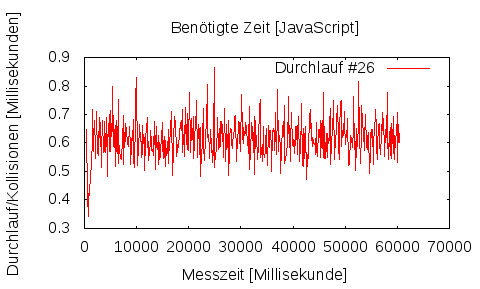 Benötigte Zeit [JavaScript]
Durchlauf/Kollisionen [Millisekunden]
Durchlauf #26
0.9
0.8
0.7
0.6
0.5
0.4
0.3
0 10000 20000 30000 40000 50000 60000 70000
Messzeit [Millisekunde]